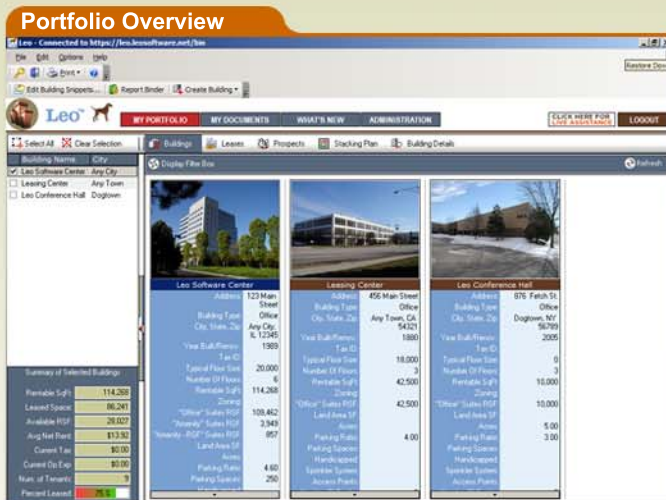 Portfolio Overview
Leo - Connected to https://leo.leosoftware.net/bin
File Edit Options Help
Print
Restore Dow
Edit Building Snippets... Report Binder Create Building
Leo™ MY PORTFOLIO MY DOCUMENTS WHAT'S NEW ADMINISTRATION CLICK HERE FOR LIVE ASSISTANCE LOGOUT
Select All Clear Selection Buildings Leases Prospects Stacking Plan Building Details
Building Name City Display Filter Box Refresh
Leo Software Center Any City
Leasing Center Any Town
Leo Conference Hall Dogtown
Leo Software Center Leasing Center Leo Conference Hall
Address: 123 Main Street
Building Type: Office
City, State, Zip: Any City, IL 12345
Year Built/Renov.: 1989
Tax ID:
Typical Floor Size: 20,000
Number Of Floors: 6
Rentable SqFt: 114,268
Zoning:
"Office" Suites RSF: 109,462
"Amenity" Suites RSF: 3,949
"Amenity - RSF" Suites RSF: 857
Land Area SF:
Acres:
Parking Ratio: 4.60
Parking Spaces: 250
Address: 456 Main Street
Building Type: Office
City, State, Zip: Any Town, CA 54321
Year Built/Renov.: 1880
Tax ID:
Typical Floor Size: 18,000
Number Of Floors: 3
Rentable SqFt: 42,500
Zoning:
"Office" Suites RSF: 42,500
Land Area SF:
Acres:
Parking Ratio: 4.00
Parking Spaces:
Handicapped:
Sprinkler System:
Access Points:
Address: 876 Fetch St.
Building Type: Office
City, State, Zip: Dogtown, NY 56789
Year Built/Renov.: 2005
Tax ID:
Typical Floor Size: 0
Number Of Floors: 3
Rentable SqFt: 10,000
Zoning:
"Office" Suites RSF: 10,000
Land Area SF:
Acres: 5.00
Parking Ratio: 3.00
Parking Spaces:
Handicapped:
Sprinkler System:
Access Points:
Summary of Selected Buildings
Rentable SqFt: 114,268
Leased Space: 86,241
Available RSF: 28,027
Avg Net Rent: $13.92
Current Tax: $0.00
Current Op Exp: $0.00
Num. of Tenants: 9
Percent Leased: 75.5